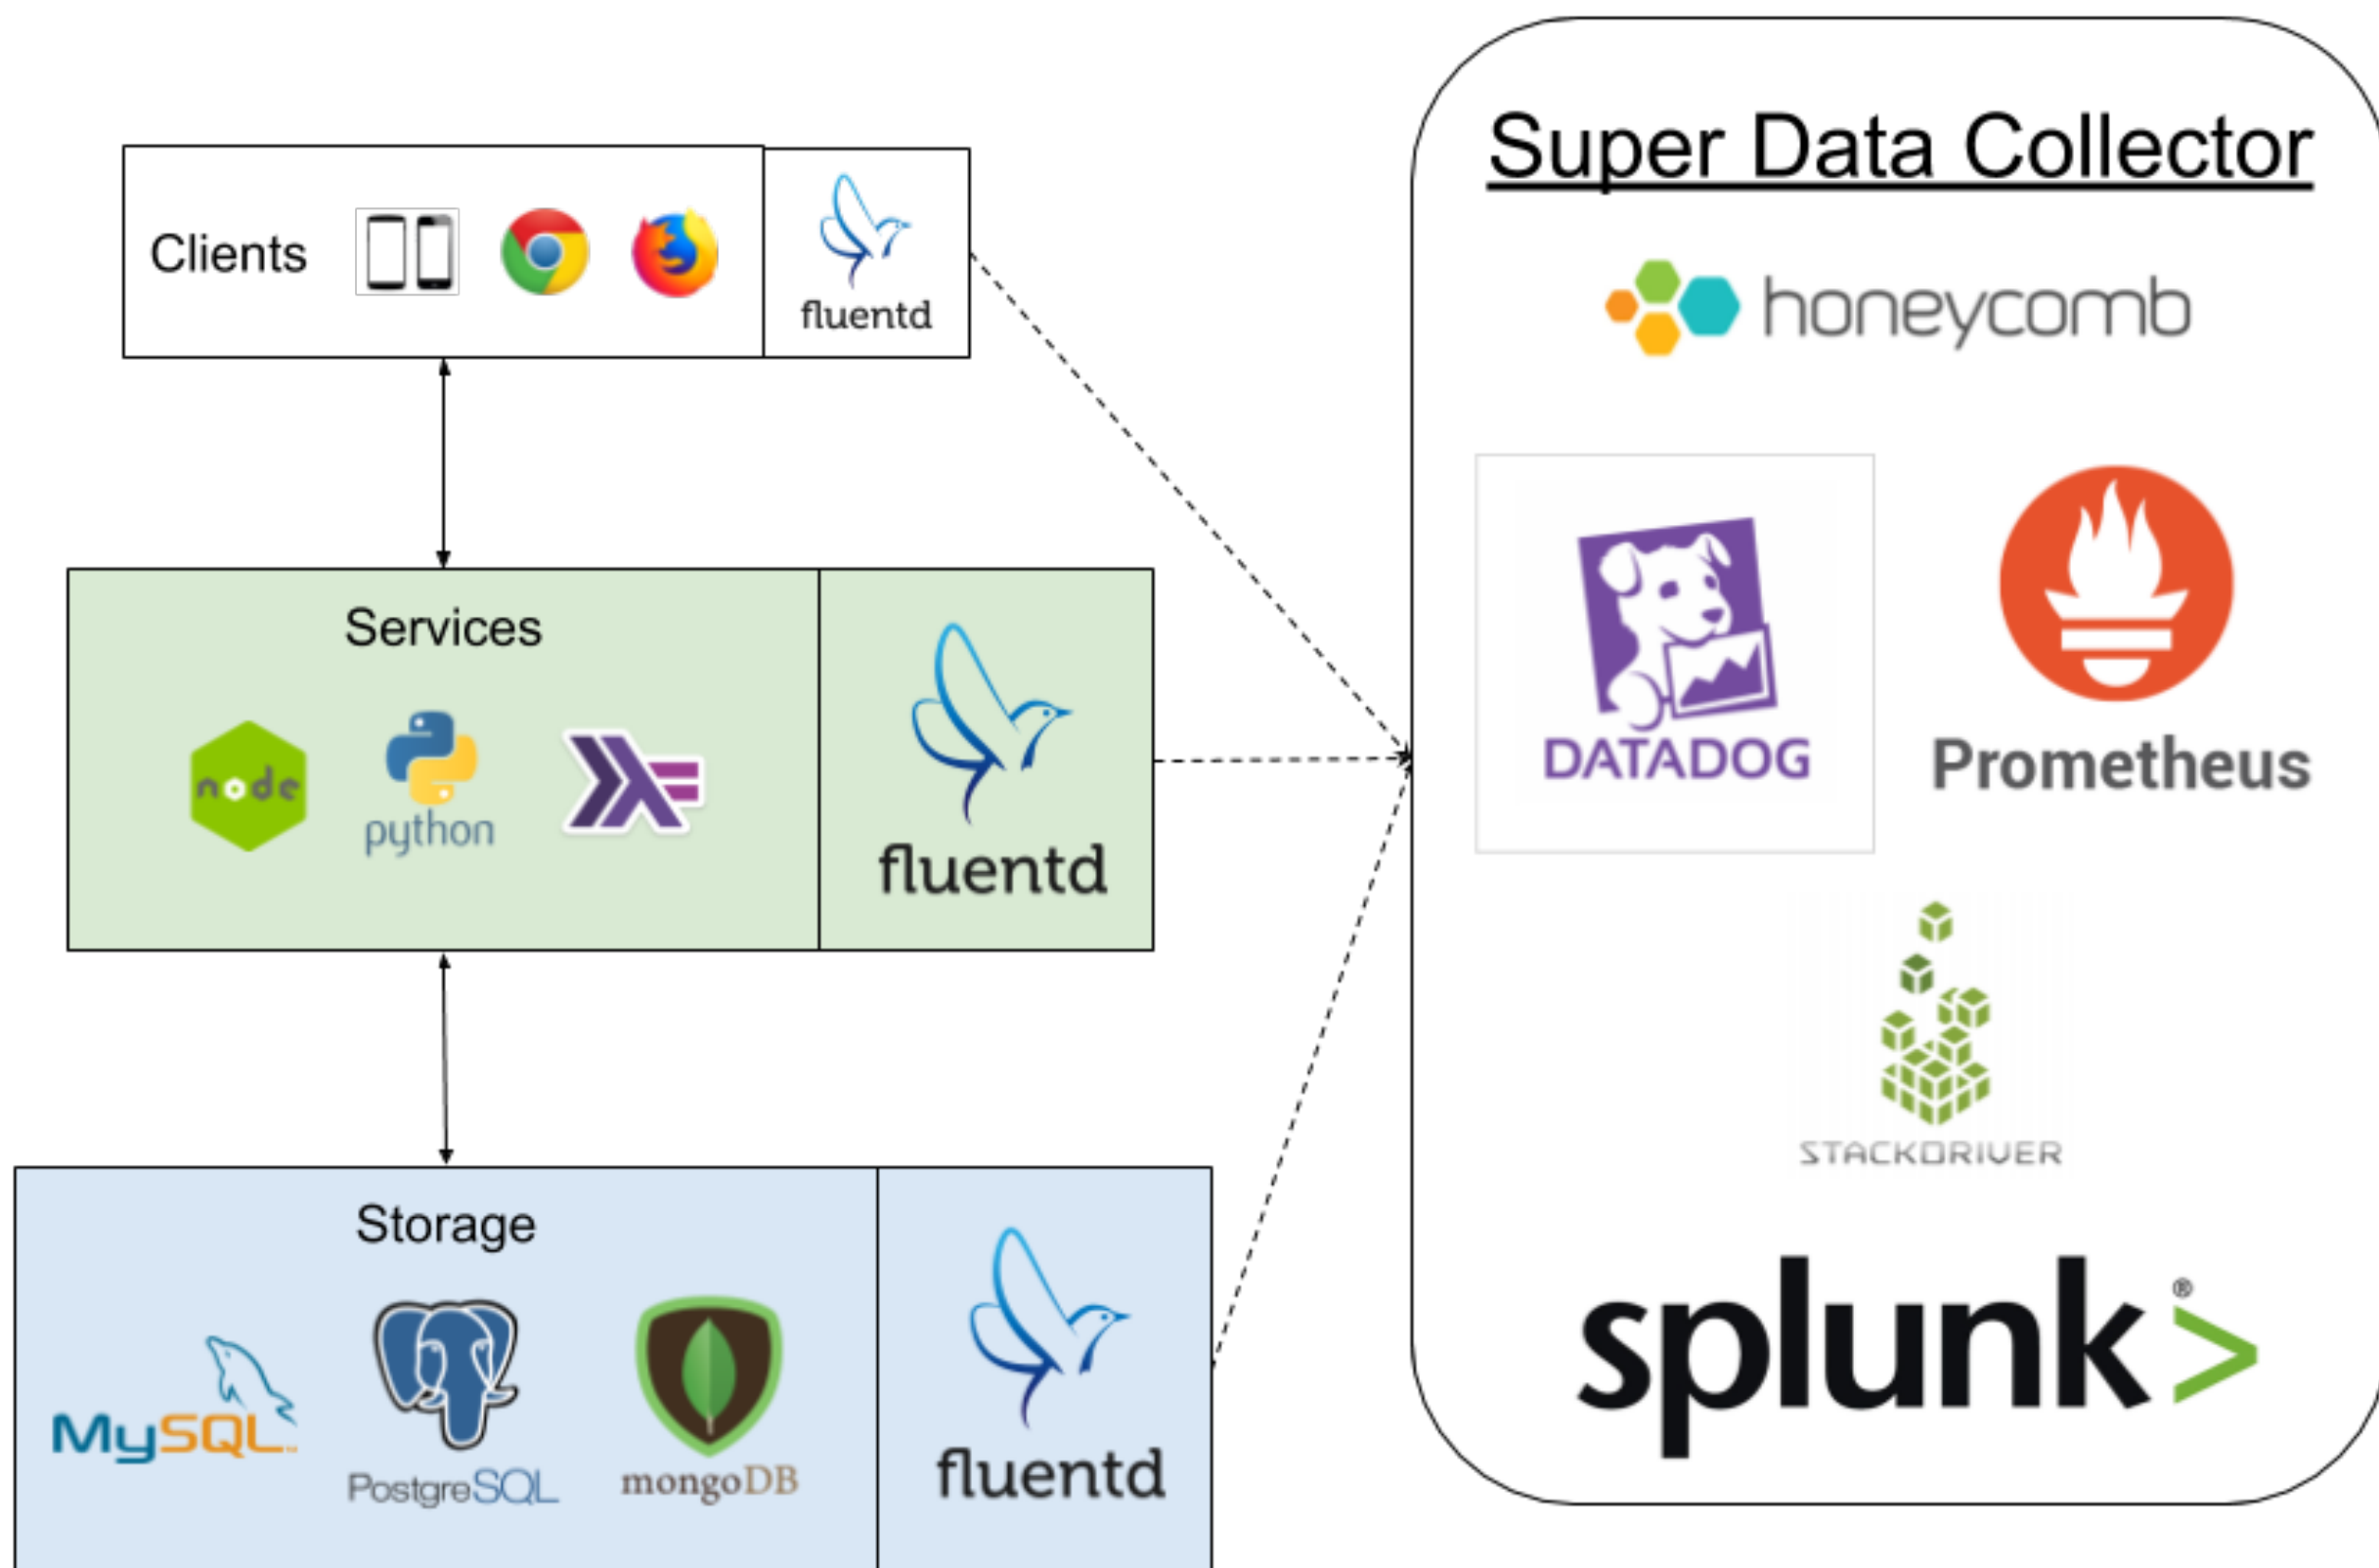 Super Data Collector
Clients
fluentd
honeycomb
Services
node
python
fluentd
DATADOG
Prometheus
STACKDRIVER
Storage
MySQL
PostgreSQL
mongoDB
fluentd
splunk>®